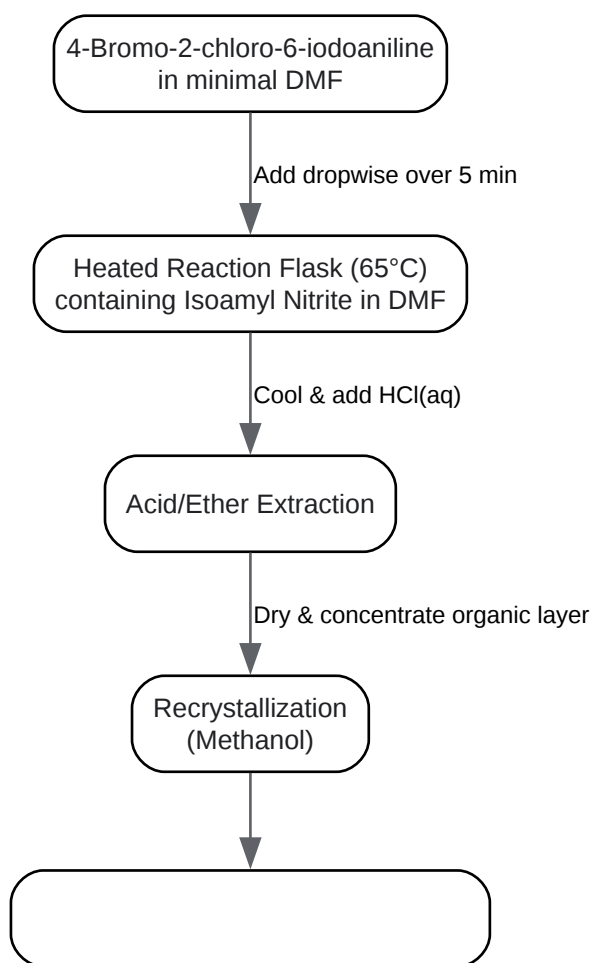 4-Bromo-2-chloro-6-iodoaniline
in minimal DMF
Add dropwise over 5 min
Heated Reaction Flask (65°C)
containing Isoamyl Nitrite in DMF
Cool & add HCl(aq)
Acid/Ether Extraction
Dry & concentrate organic layer
Recrystallization
(Methanol)